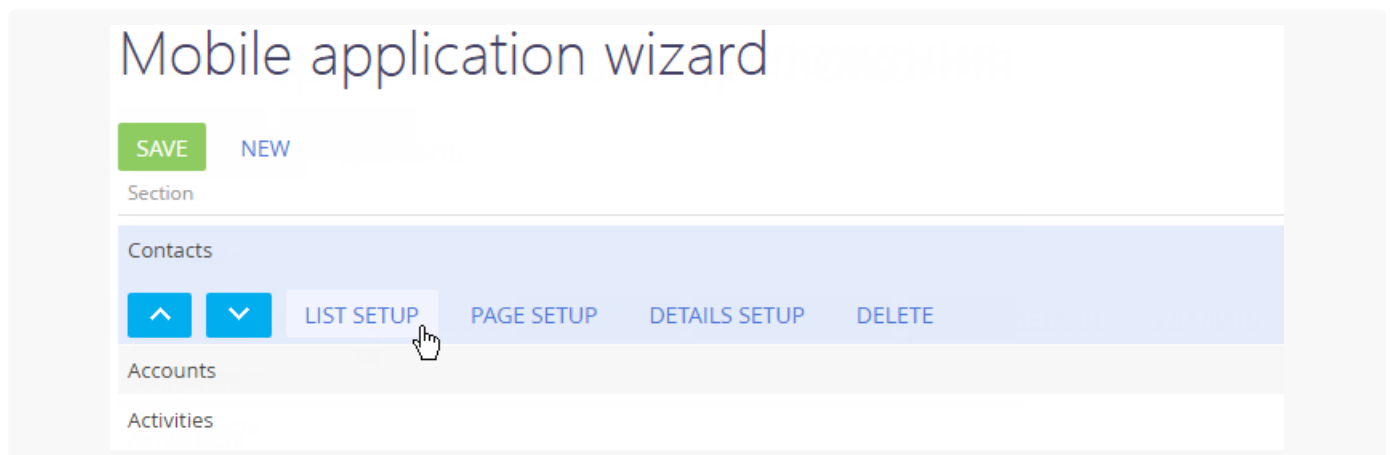 Mobile application wizard
SAVE NEW
Section
Contacts
LIST SETUP PAGE SETUP DETAILS SETUP DELETE
Accounts
Activities